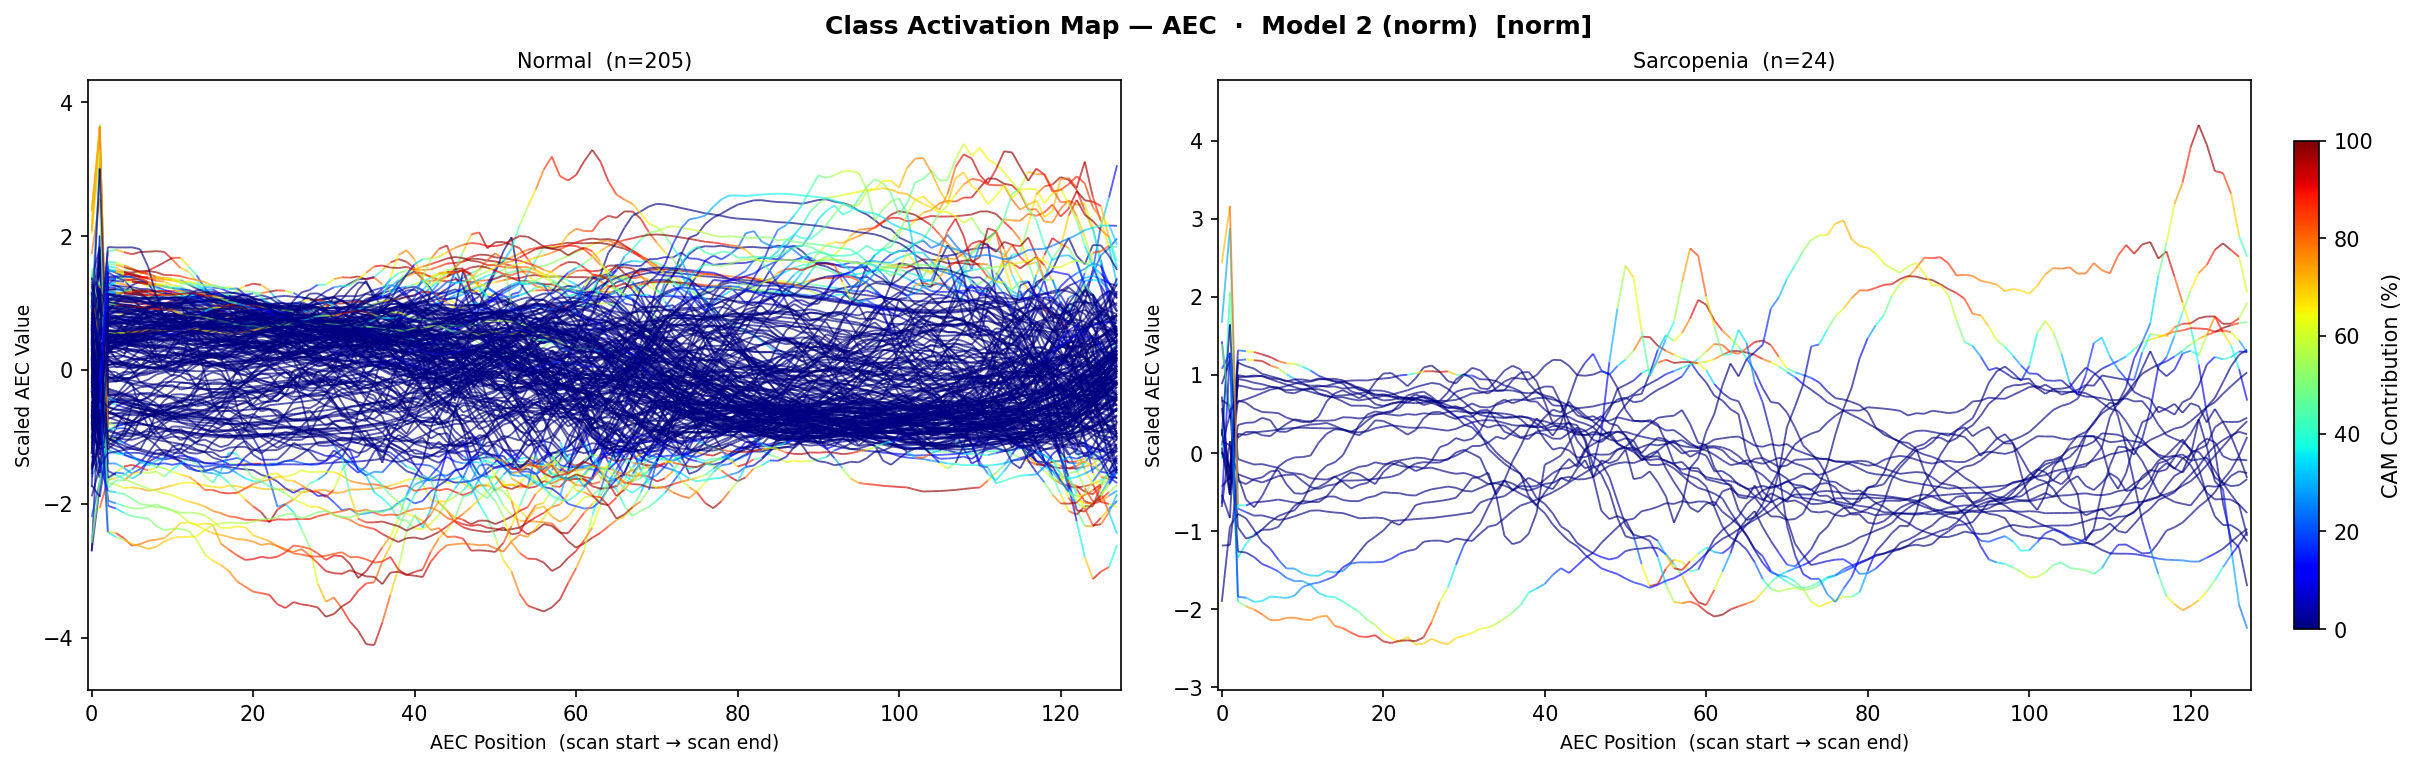 Class Activation Map — AEC · Model 2 (norm) [norm]
Normal (n=205)
Scaled AEC Value
4
2
0
−2
−4
0 20 40 60 80 100 120
AEC Position (scan start → scan end)
Sarcopenia (n=24)
Scaled AEC Value
4
3
2
1
0
−1
−2
−3
0 20 40 60 80 100 120
AEC Position (scan start → scan end)
100
80
60
40
20
0
CAM Contribution (%)